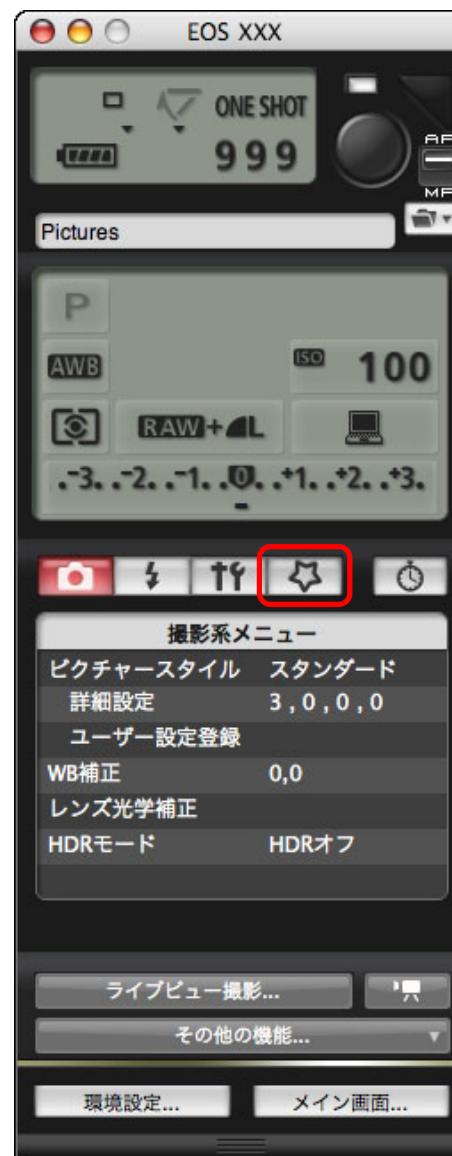 EOS XXX
ONE SHOT
999
AF
MF
Pictures
P
AWB
ISO 100
RAW+L
.-3. .-2. .-1. .0. .+1. .+2. .+3.
撮影系メニュー
ピクチャースタイル スタンダード
詳細設定 3,0,0,0
ユーザー設定登録
WB補正 0,0
レンズ光学補正
HDRモード HDRオフ
ライブビュー撮影...
その他の機能...
環境設定... メイン画面...